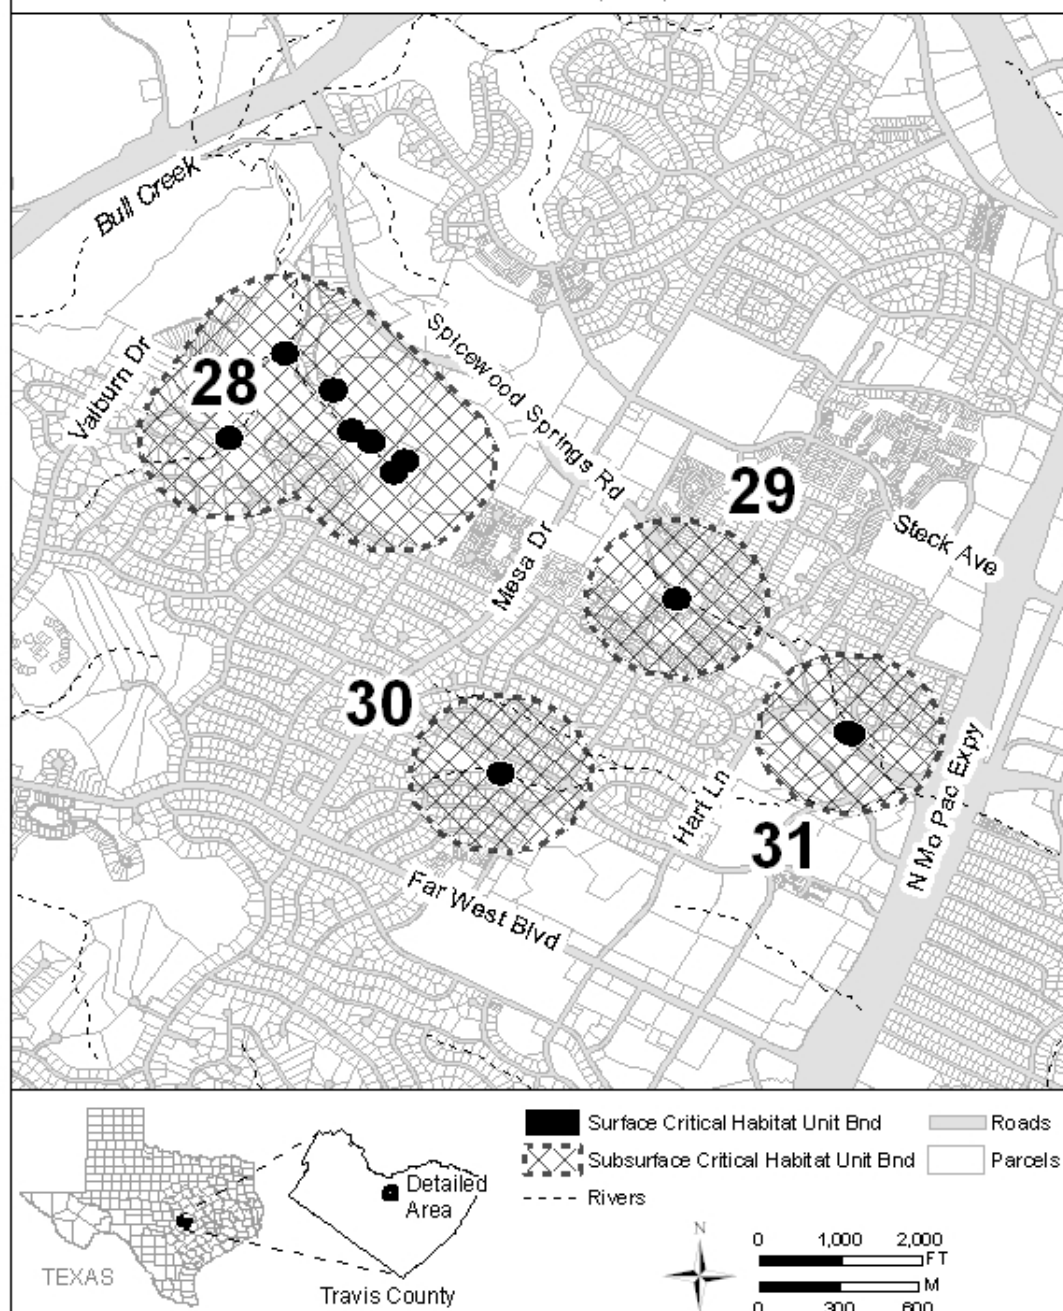 Bull Creek
Valburn Dr
28
Spicewood Springs Rd
29
Steck Ave
Mesa Dr
30
Hart Ln
31
N Mo Pac Expy
Far West Blvd
Surface Critical Habitat Unit Bnd
Roads
Subsurface Critical Habitat Unit Bnd
Parcels
Rivers
Detailed
Area
TEXAS
Travis County
N
0 1,000 2,000
FT
M
0 300 600